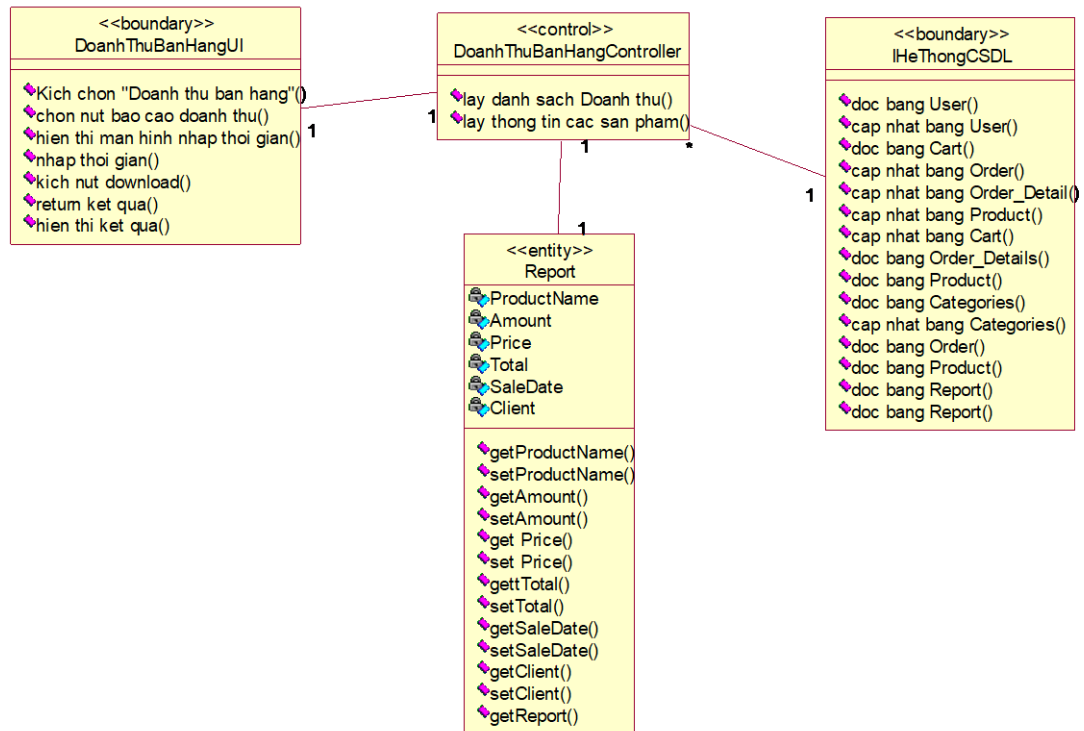 <<boundary>>
DoanhThuBanHangUI
Kich chon "Doanh thu ban hang"()
chon nut bao cao doanh thu()
hien thi man hinh nhap thoi gian()
nhap thoi gian()
kich nut download()
return ket qua()
hien thi ket qua()
1
1
<<control>>
DoanhThuBanHangController
lay danh sach Doanh thu()
lay thong tin cac san pham()
1
*
1
1
<<entity>>
Report
ProductName
Amount
Price
Total
SaleDate
Client
getProductName()
setProductName()
getAmount()
setAmount()
get Price()
set Price()
gettTotal()
setTotal()
getSaleDate()
setSaleDate()
getClient()
setClient()
getReport()
<<boundary>>
IHeThongCSDL
doc bang User()
cap nhat bang User()
doc bang Cart()
cap nhat bang Order()
cap nhat bang Order_Detail()
cap nhat bang Product()
cap nhat bang Cart()
doc bang Order_Details()
doc bang Product()
doc bang Categories()
cap nhat bang Categories()
doc bang Order()
doc bang Product()
doc bang Report()
doc bang Report()